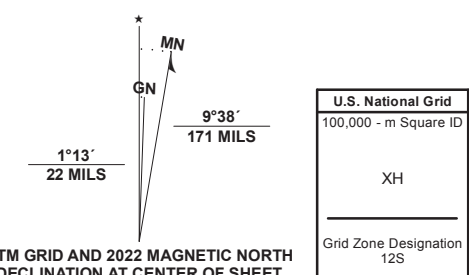 ★
MN
GN
9°38´
171 MILS
1°13´
22 MILS
TM GRID AND 2022 MAGNETIC NORTH
DECLINATION AT CENTER OF SHEET
U.S. National Grid
100,000 - m Square ID
XH
Grid Zone Designation
12S